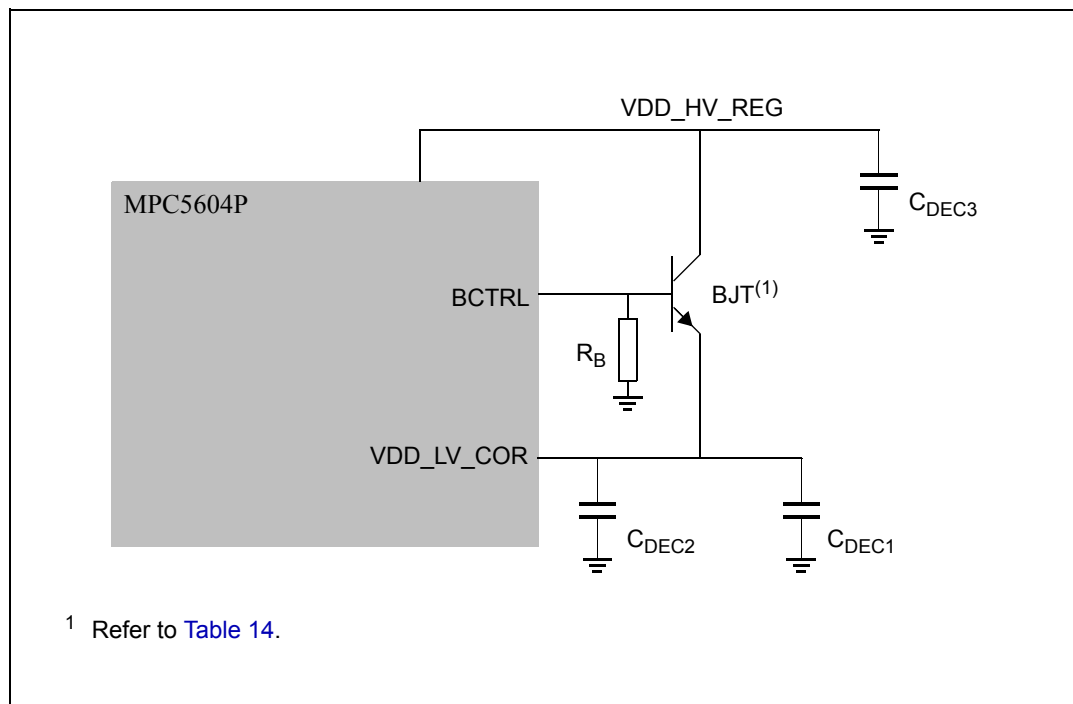 VDD_HV_REG
MPC5604P
CDEC3
BCTRL
BJT(1)
RB
VDD_LV_COR
CDEC2
CDEC1
1 Refer to Table 14.